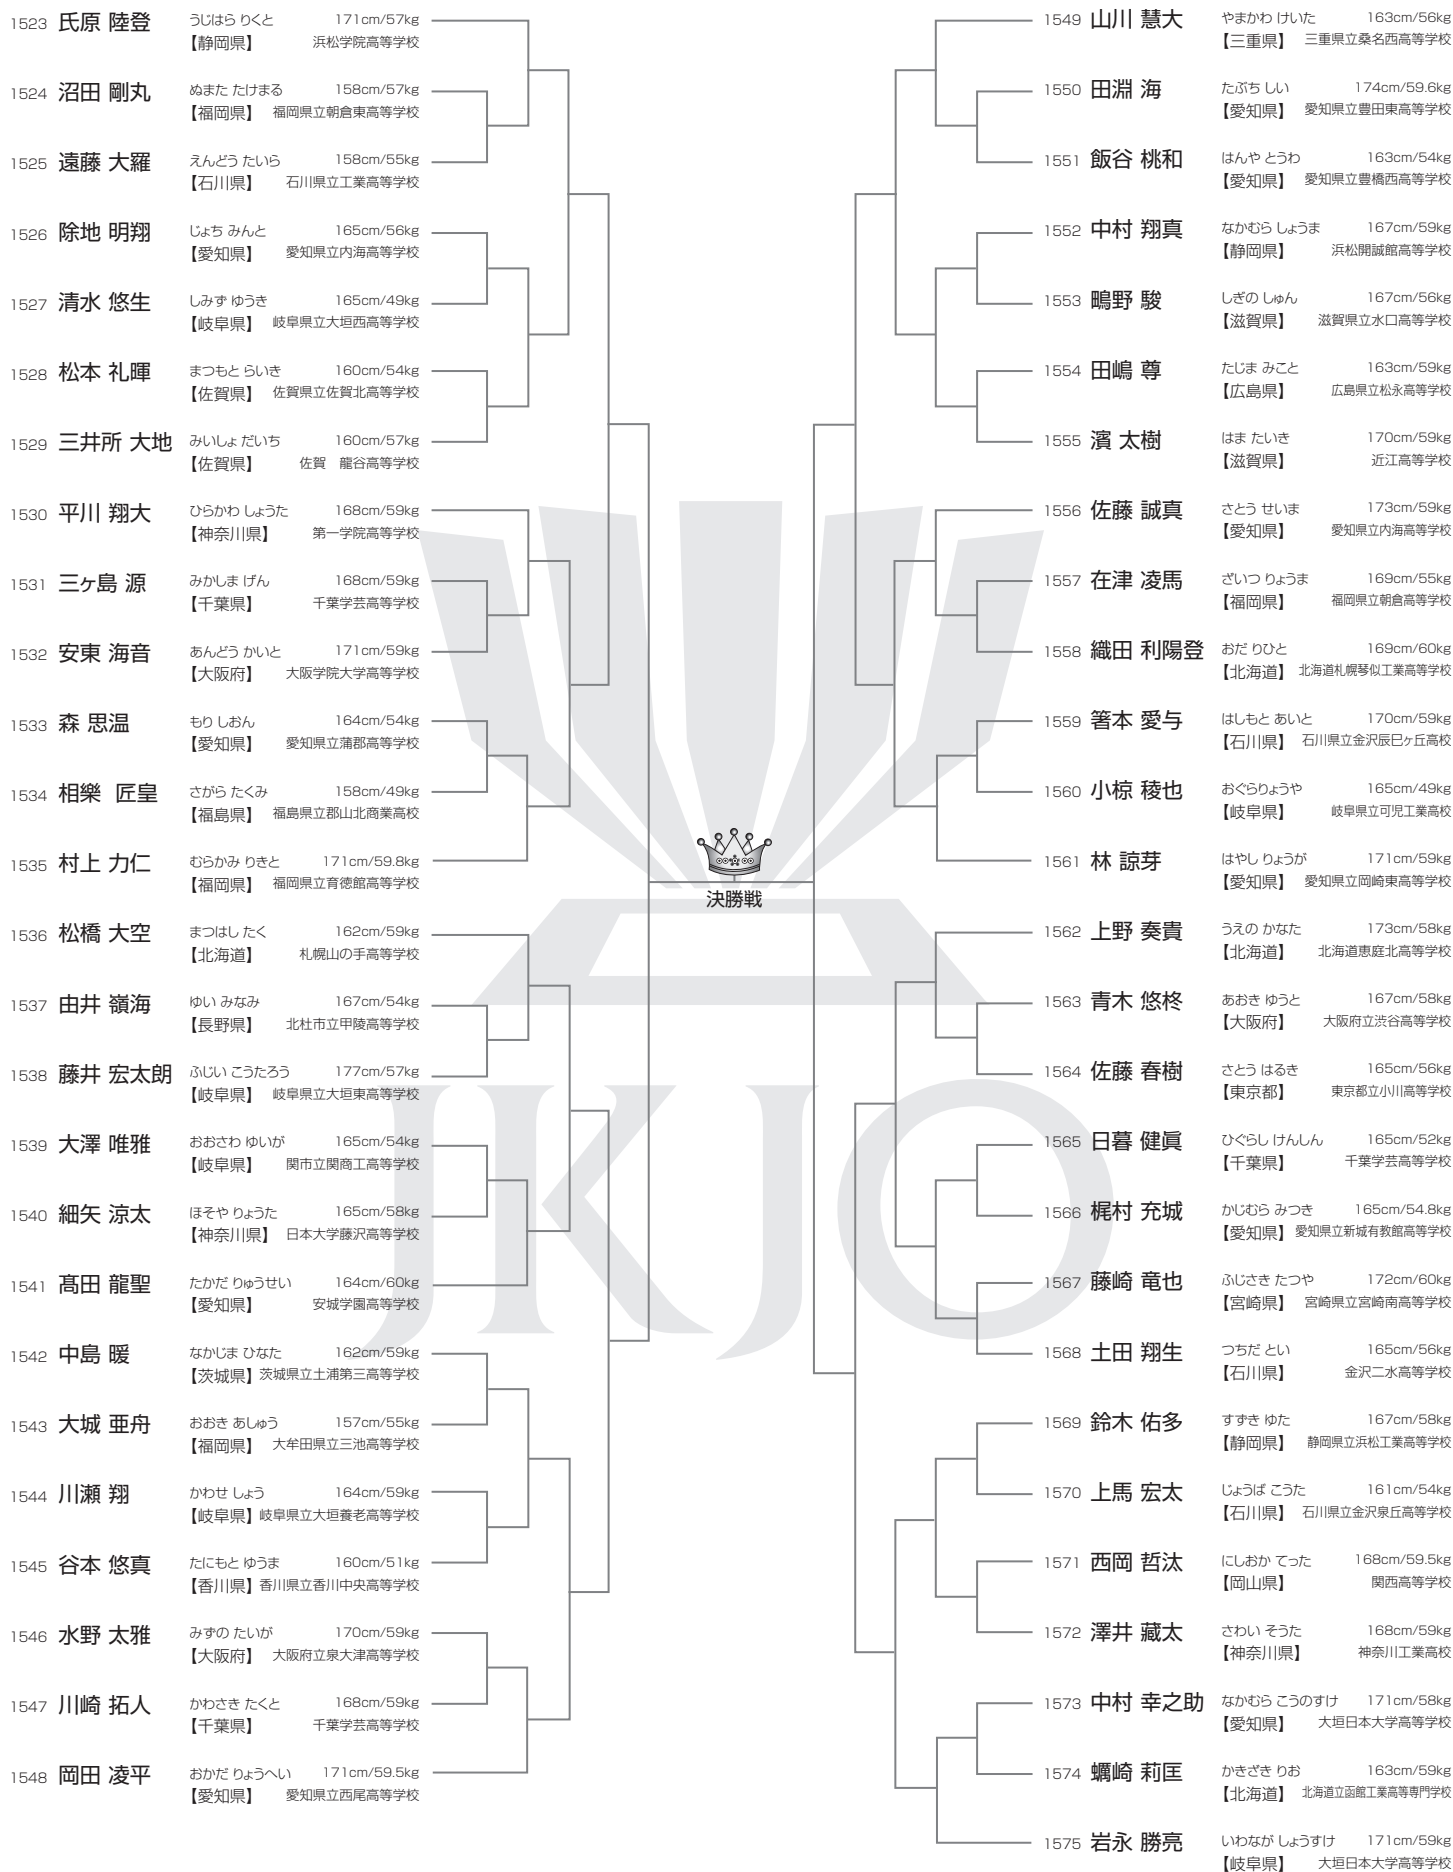 1523 氏原 陸登 うじはら りくと 171cm/57kg
【静岡県】 浜松学院高等学校
1524 沼田 剛丸 ぬまた たけまる 158cm/57kg
【福岡県】 福岡県立朝倉東高等学校
1525 遠藤 大羅 えんどう たいら 158cm/55kg
【石川県】 石川県立工業高等学校
1526 除地 明翔 じょち みんと 165cm/56kg
【愛知県】 愛知県立内海高等学校
1527 清水 悠生 しみず ゆうき 165cm/49kg
【岐阜県】 岐阜県立大垣西高等学校
1528 松本 礼暉 まつもと らいき 160cm/54kg
【佐賀県】 佐賀県立佐賀北高等学校
1529 三井所 大地 みいしょ だいち 160cm/57kg
【佐賀県】 佐賀 龍谷高等学校
1530 平川 翔大 ひらかわ しょうた 168cm/59kg
【神奈川県】 第一学院高等学校
1531 三ヶ島 源 みかしま げん 168cm/59kg
【千葉県】 千葉学芸高等学校
1532 安東 海音 あんどう かいと 171cm/59kg
【大阪府】 大阪学院大学高等学校
1533 森 思温 もり しおん 164cm/54kg
【愛知県】 愛知県立蒲郡高等学校
1534 相樂 匠皇 さがら たくみ 158cm/49kg
【福島県】 福島県立郡山北商業高校
1535 村上 力仁 むらかみ りきと 171cm/59.8kg
【福岡県】 福岡県立育徳館高等学校
1536 松橋 大空 まつはし たく 162cm/59kg
【北海道】 札幌山の手高等学校
1537 由井 嶺海 ゆい みなみ 167cm/54kg
【長野県】 北杜市立甲陵高等学校
1538 藤井 宏太朗 ふじい こうたろう 177cm/57kg
【岐阜県】 岐阜県立大垣東高等学校
1539 大澤 唯雅 おおさわ ゆいが 165cm/54kg
【岐阜県】 関市立関商工高等学校
1540 細矢 涼太 ほそや りょうた 165cm/58kg
【神奈川県】 日本大学藤沢高等学校
1541 髙田 龍聖 たかだ りゅうせい 164cm/60kg
【愛知県】 安城学園高等学校
1542 中島 暖 なかじま ひなた 162cm/59kg
【茨城県】 茨城県立土浦第三高等学校
1543 大城 亜舟 おおき あしゅう 157cm/55kg
【福岡県】 大牟田県立三池高等学校
1544 川瀬 翔 かわせ しょう 164cm/59kg
【岐阜県】 岐阜県立大垣養老高等学校
1545 谷本 悠真 たにもと ゆうま 160cm/51kg
【香川県】 香川県立香川中央高等学校
1546 水野 太雅 みずの たいが 170cm/59kg
【大阪府】 大阪府立泉大津高等学校
1547 川崎 拓人 かわさき たくと 168cm/59kg
【千葉県】 千葉学芸高等学校
1548 岡田 凌平 おかだ りょうへい 171cm/59.5kg
【愛知県】 愛知県立西尾高等学校
決勝戦
JKJO
1549 山川 慧大 やまかわ けいた 163cm/56kg
【三重県】 三重県立桑名西高等学校
1550 田淵 海 たぶち しい 174cm/59.6kg
【愛知県】 愛知県立豊田東高等学校
1551 飯谷 桃和 はんや とうわ 163cm/54kg
【愛知県】 愛知県立豊橋西高等学校
1552 中村 翔真 なかむら しょうま 167cm/59kg
【静岡県】 浜松開誠館高等学校
1553 鴫野 駿 しぎの しゅん 167cm/56kg
【滋賀県】 滋賀県立水口高等学校
1554 田嶋 尊 たじま みこと 163cm/59kg
【広島県】 広島県立松永高等学校
1555 濱 太樹 はま たいき 170cm/59kg
【滋賀県】 近江高等学校
1556 佐藤 誠真 さとう せいま 173cm/59kg
【愛知県】 愛知県立内海高等学校
1557 在津 凌馬 ざいつ りょうま 169cm/55kg
【福岡県】 福岡県立朝倉高等学校
1558 織田 利陽登 おだ りひと 169cm/60kg
【北海道】 北海道札幌琴似工業高等学校
1559 箸本 愛与 はしもと あいと 170cm/59kg
【石川県】 石川県立金沢辰巳ヶ丘高校
1560 小椋 稜也 おぐらりょうや 165cm/49kg
【岐阜県】 岐阜県立可児工業高校
1561 林 諒芽 はやし りょうが 171cm/59kg
【愛知県】 愛知県立岡崎東高等学校
1562 上野 奏貴 うえの かなた 173cm/58kg
【北海道】 北海道恵庭北高等学校
1563 青木 悠柊 あおき ゆうと 167cm/58kg
【大阪府】 大阪府立渋谷高等学校
1564 佐藤 春樹 さとう はるき 165cm/56kg
【東京都】 東京都立小川高等学校
1565 日暮 健眞 ひぐらし けんしん 165cm/52kg
【千葉県】 千葉学芸高等学校
1566 梶村 充城 かじむら みつき 165cm/54.8kg
【愛知県】 愛知県立新城有教館高等学校
1567 藤崎 竜也 ふじさき たつや 172cm/60kg
【宮崎県】 宮崎県立宮崎南高等学校
1568 土田 翔生 つちだ とい 165cm/56kg
【石川県】 金沢二水高等学校
1569 鈴木 佑多 すずき ゆた 167cm/58kg
【静岡県】 静岡県立浜松工業高等学校
1570 上馬 宏太 じょうば こうた 161cm/54kg
【石川県】 石川県立金沢泉丘高等学校
1571 西岡 哲汰 にしおか てった 168cm/59.5kg
【岡山県】 関西高等学校
1572 澤井 藏太 さわい そうた 168cm/59kg
【神奈川県】 神奈川工業高校
1573 中村 幸之助 なかむら こうのすけ 171cm/58kg
【愛知県】 大垣日本大学高等学校
1574 蠣崎 莉匡 かきざき りお 163cm/59kg
【北海道】 北海道立函館工業高等専門学校
1575 岩永 勝亮 いわなが しょうすけ 171cm/59kg
【岐阜県】 大垣日本大学高等学校